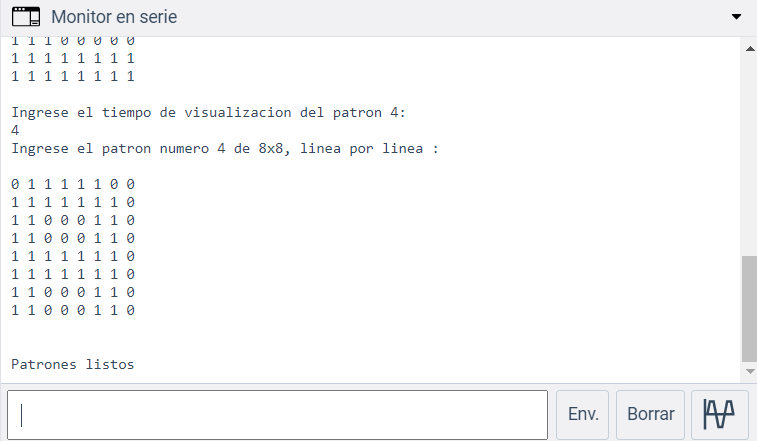 Monitor en serie
1 1 1 0 0 0 0 0
1 1 1 1 1 1 1 1
1 1 1 1 1 1 1 1
Ingrese el tiempo de visualizacion del patron 4:
4
Ingrese el patron numero 4 de 8x8, linea por linea :
0 1 1 1 1 1 0 0
1 1 1 1 1 1 1 0
1 1 0 0 0 1 1 0
1 1 0 0 0 1 1 0
1 1 1 1 1 1 1 0
1 1 1 1 1 1 1 0
1 1 0 0 0 1 1 0
1 1 0 0 0 1 1 0
Patrones listos
Env.
Borrar